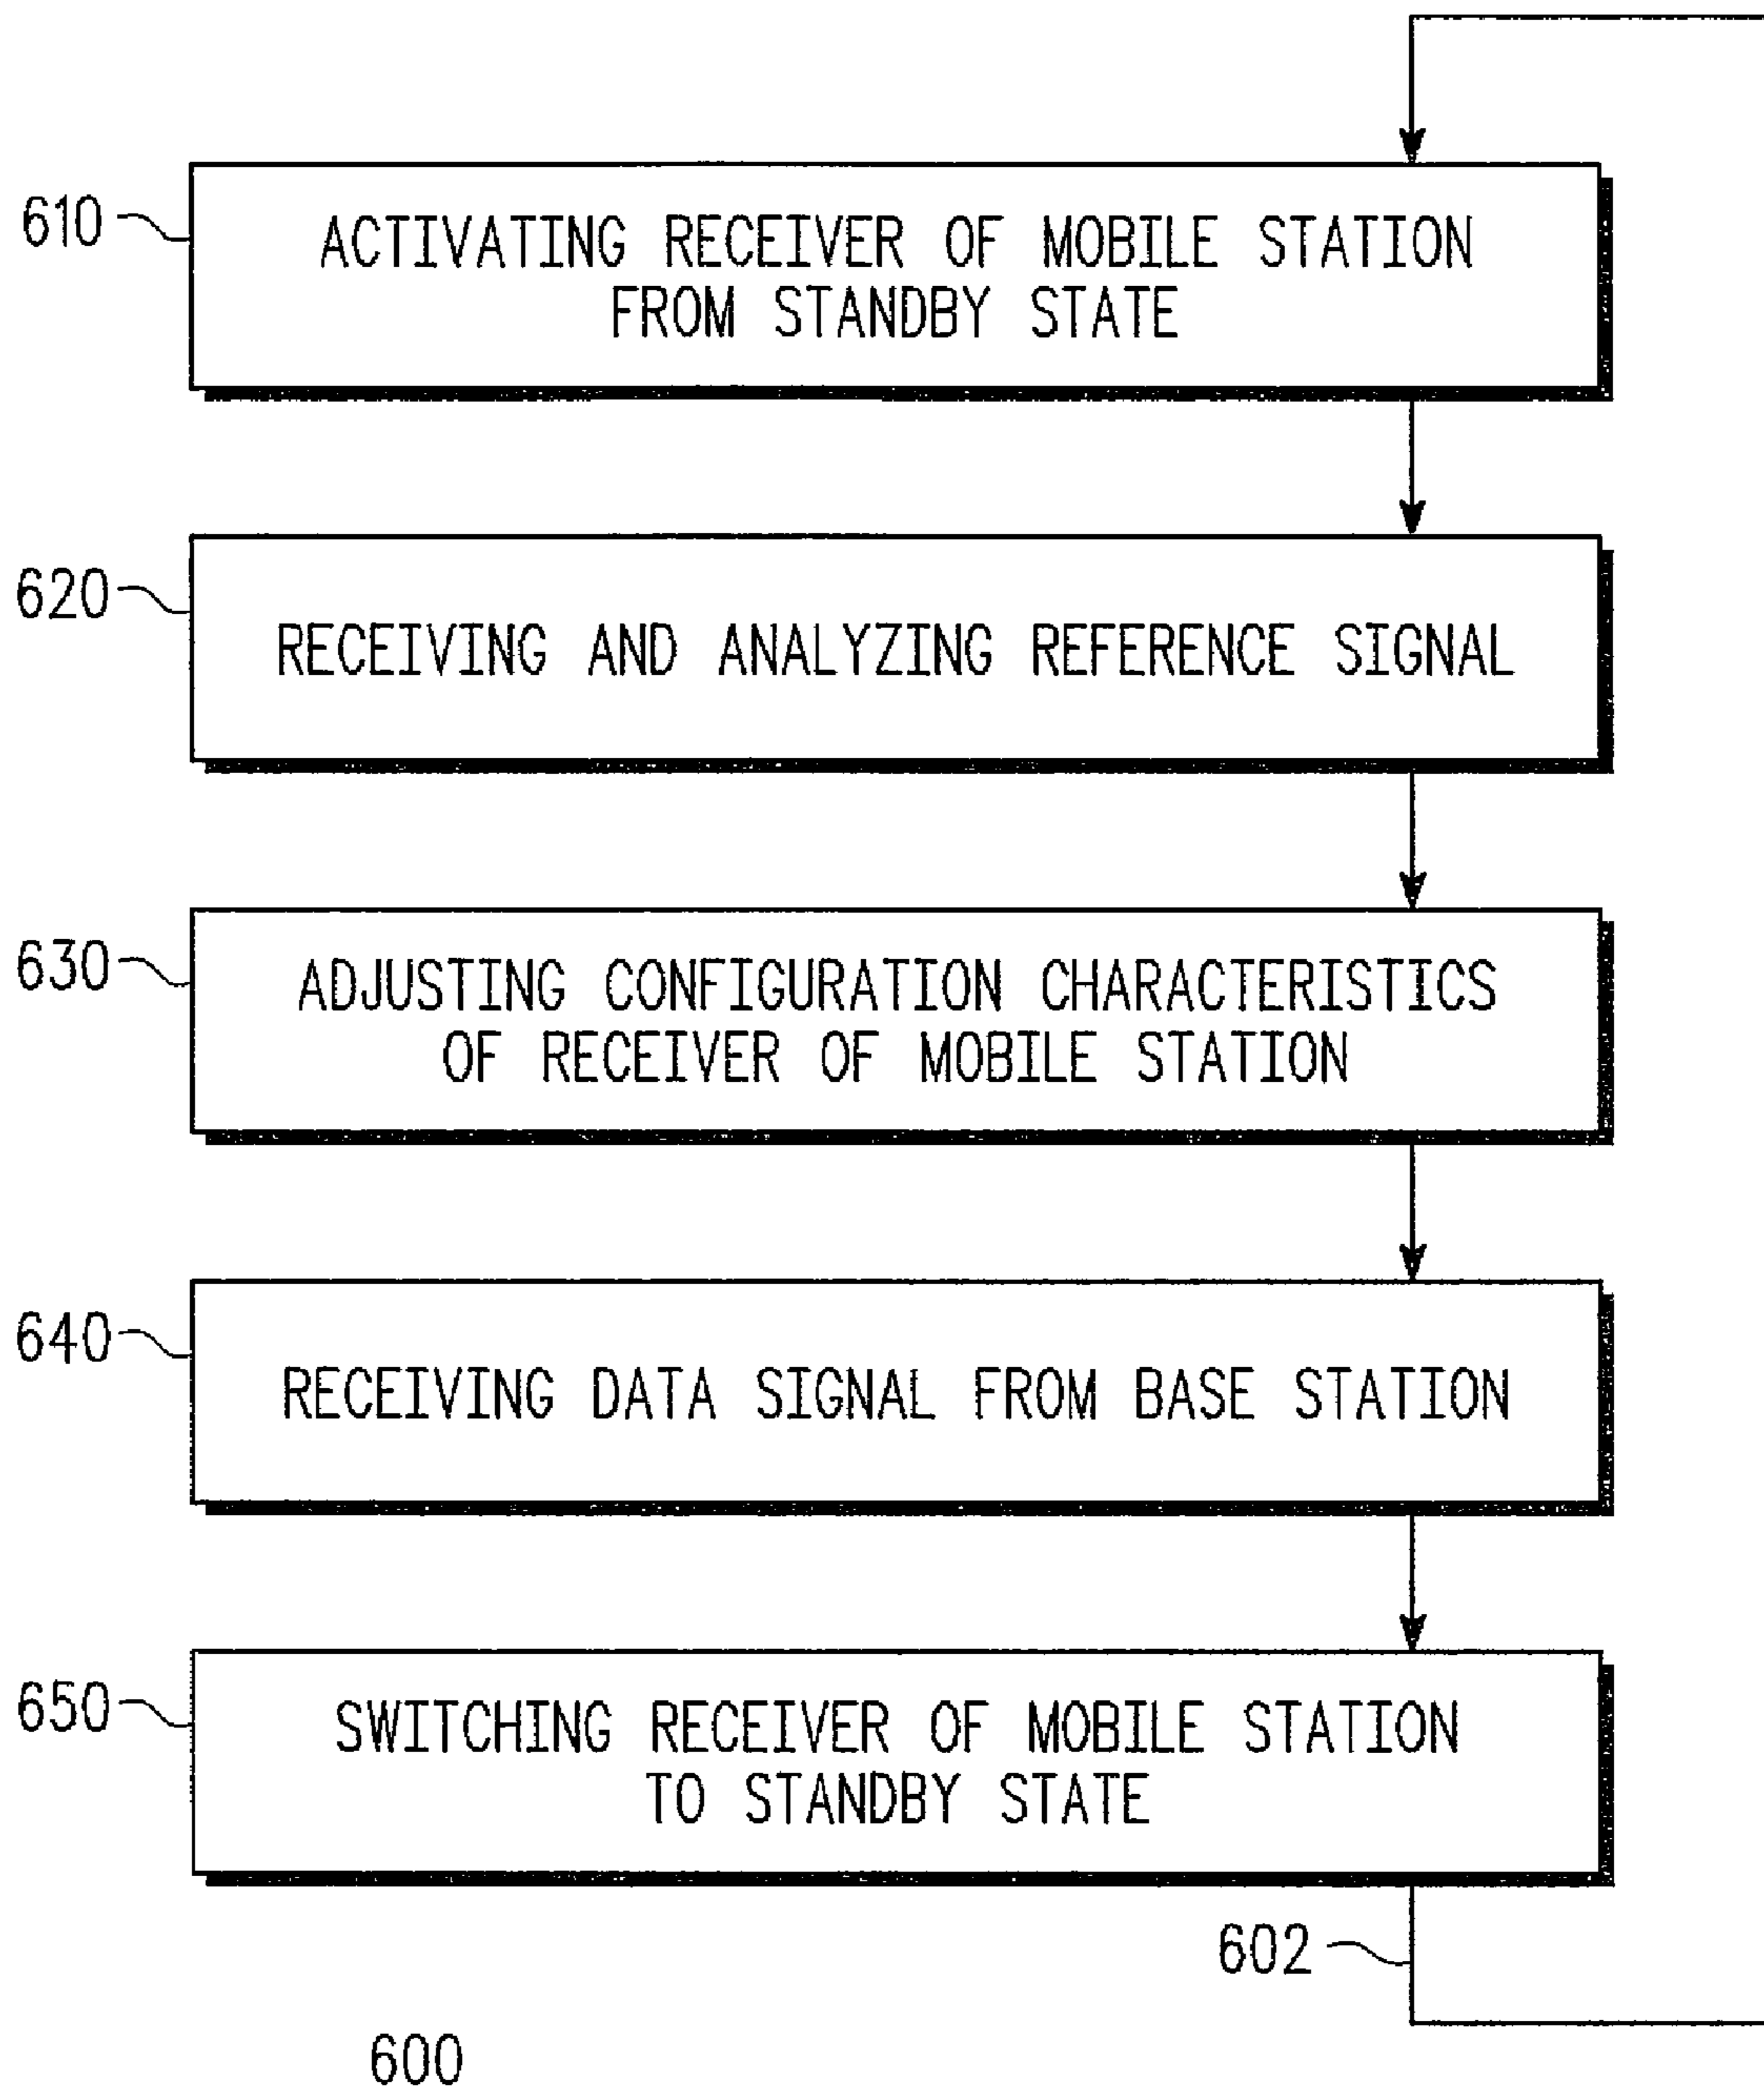 610
ACTIVATING RECEIVER OF MOBILE STATION
FROM STANDBY STATE
620
RECEIVING AND ANALYZING REFERENCE SIGNAL
630
ADJUSTING CONFIGURATION CHARACTERISTICS
OF RECEIVER OF MOBILE STATION
640
RECEIVING DATA SIGNAL FROM BASE STATION
650
SWITCHING RECEIVER OF MOBILE STATION
TO STANDBY STATE
602
600